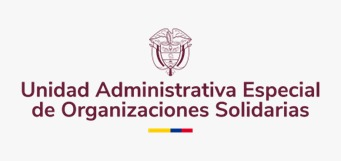 Unidad Administrativa Especial
de Organizaciones Solidarias